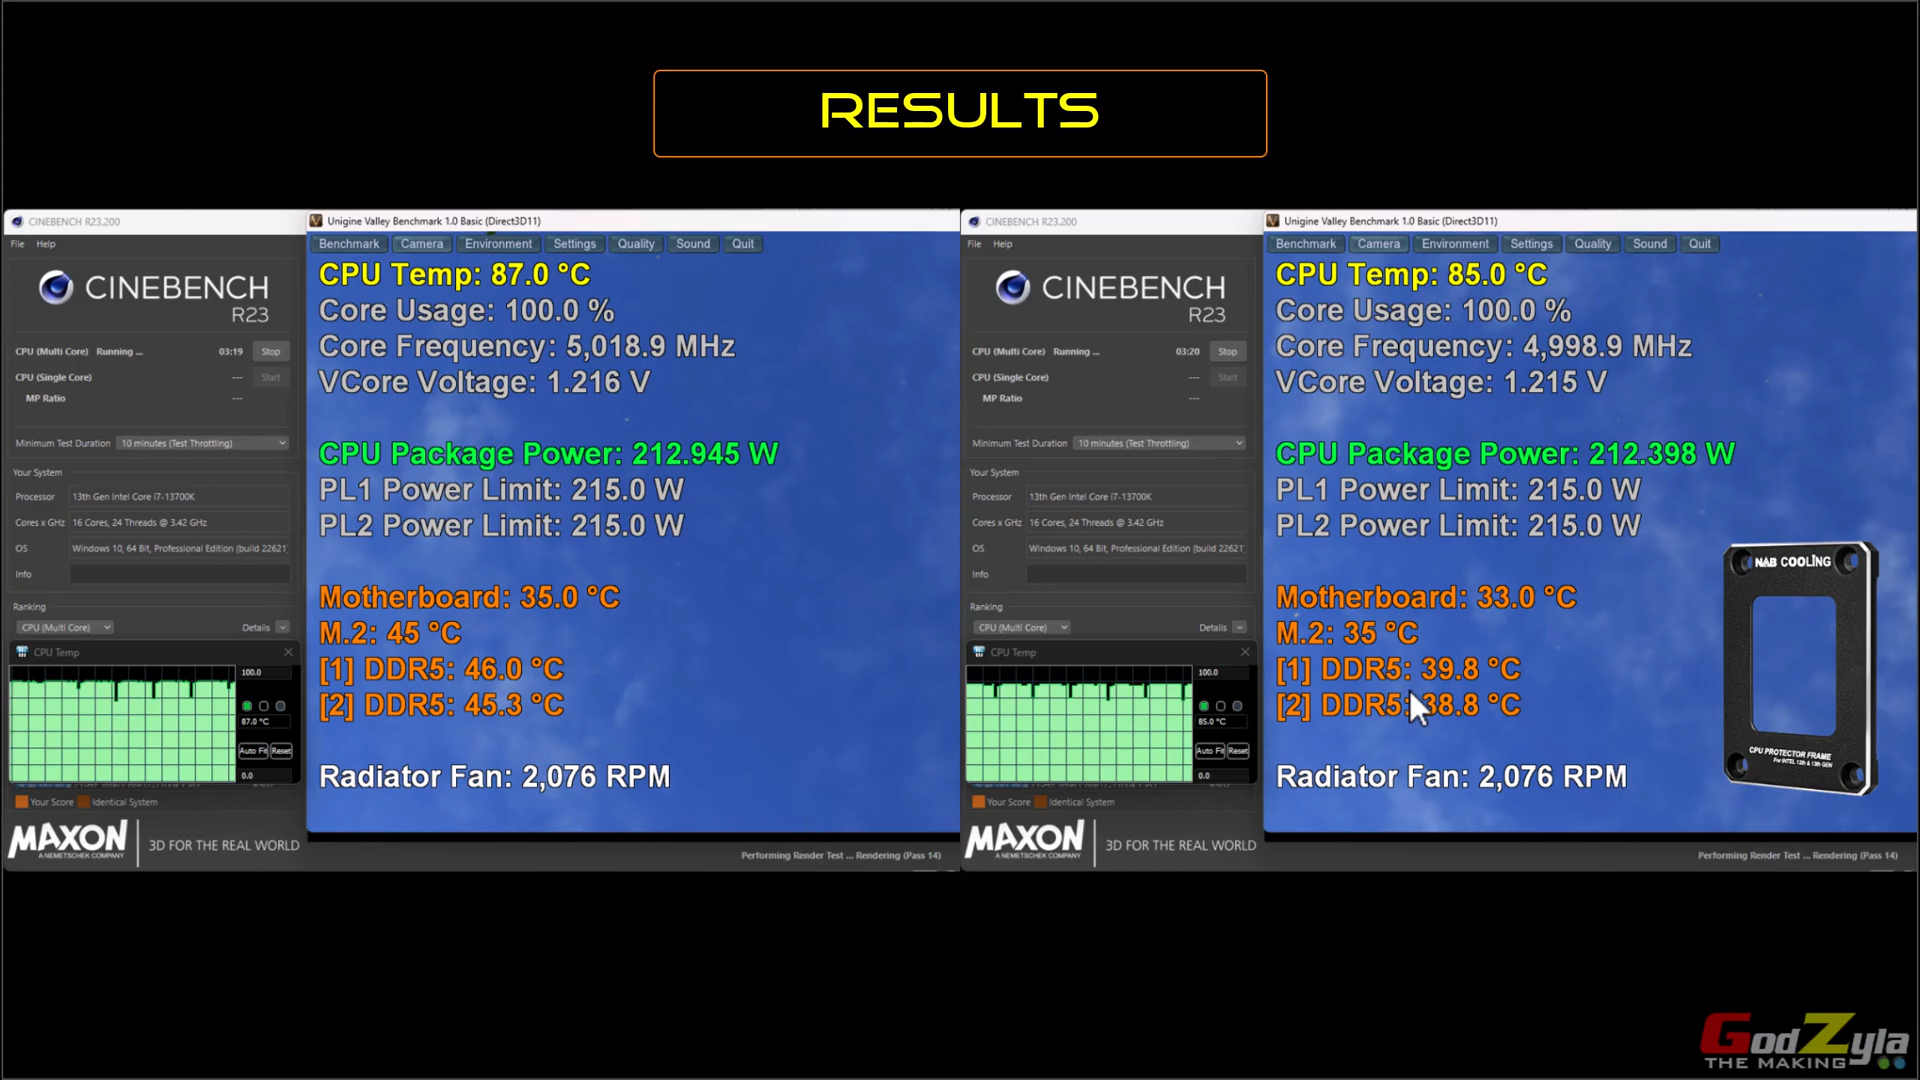 RESULTS
CINEBENCH R23.200
File Help
CINEBENCH
R23
CPU (Multi Core) Running ... 03:19 Stop
CPU (Single Core) --- Start
MP Ratio ---
Minimum Test Duration 10 minutes (Test Throttling)
Your System
Processor 13th Gen Intel Core i7-13700K
Cores x GHz 16 Cores, 24 Threads @ 3.42 GHz
OS Windows 10, 64 Bit, Professional Edition (build 22621
Info
Ranking
CPU (Multi Core) Details
CPU Temp
100.0
87.0 °C
Auto Fit Reset
0.0
Your Score Identical System
MAXON
A NEMETSCHEK COMPANY
3D FOR THE REAL WORLD
Unigine Valley Benchmark 1.0 Basic (Direct3D11)
Benchmark Camera Environment Settings Quality Sound Quit
CPU Temp: 87.0 °C
Core Usage: 100.0 %
Core Frequency: 5,018.9 MHz
VCore Voltage: 1.216 V
CPU Package Power: 212.945 W
PL1 Power Limit: 215.0 W
PL2 Power Limit: 215.0 W
Motherboard: 35.0 °C
M.2: 45 °C
[1] DDR5: 46.0 °C
[2] DDR5: 45.3 °C
Radiator Fan: 2,076 RPM
Performing Render Test ... Rendering (Pass 14)
CINEBENCH R23.200
File Help
CINEBENCH
R23
CPU (Multi Core) Running ... 03:20 Stop
CPU (Single Core) --- Start
MP Ratio ---
Minimum Test Duration 10 minutes (Test Throttling)
Your System
Processor 13th Gen Intel Core i7-13700K
Cores x GHz 16 Cores, 24 Threads @ 3.42 GHz
OS Windows 10, 64 Bit, Professional Edition (build 22621
Info
Ranking
CPU (Multi Core) Details
CPU Temp
100.0
85.0 °C
Auto Fit Reset
0.0
Your Score Identical System
MAXON
A NEMETSCHEK COMPANY
3D FOR THE REAL WORLD
Unigine Valley Benchmark 1.0 Basic (Direct3D11)
Benchmark Camera Environment Settings Quality Sound Quit
CPU Temp: 85.0 °C
Core Usage: 100.0 %
Core Frequency: 4,998.9 MHz
VCore Voltage: 1.215 V
CPU Package Power: 212.398 W
PL1 Power Limit: 215.0 W
PL2 Power Limit: 215.0 W
Motherboard: 33.0 °C
M.2: 35 °C
[1] DDR5: 39.8 °C
[2] DDR5: 38.8 °C
Radiator Fan: 2,076 RPM
NAB COOLING
CPU PROTECTOR FRAME
For INTEL 12th & 13th GEN
Performing Render Test ... Rendering (Pass 14)
GodZyla
THE MAKING